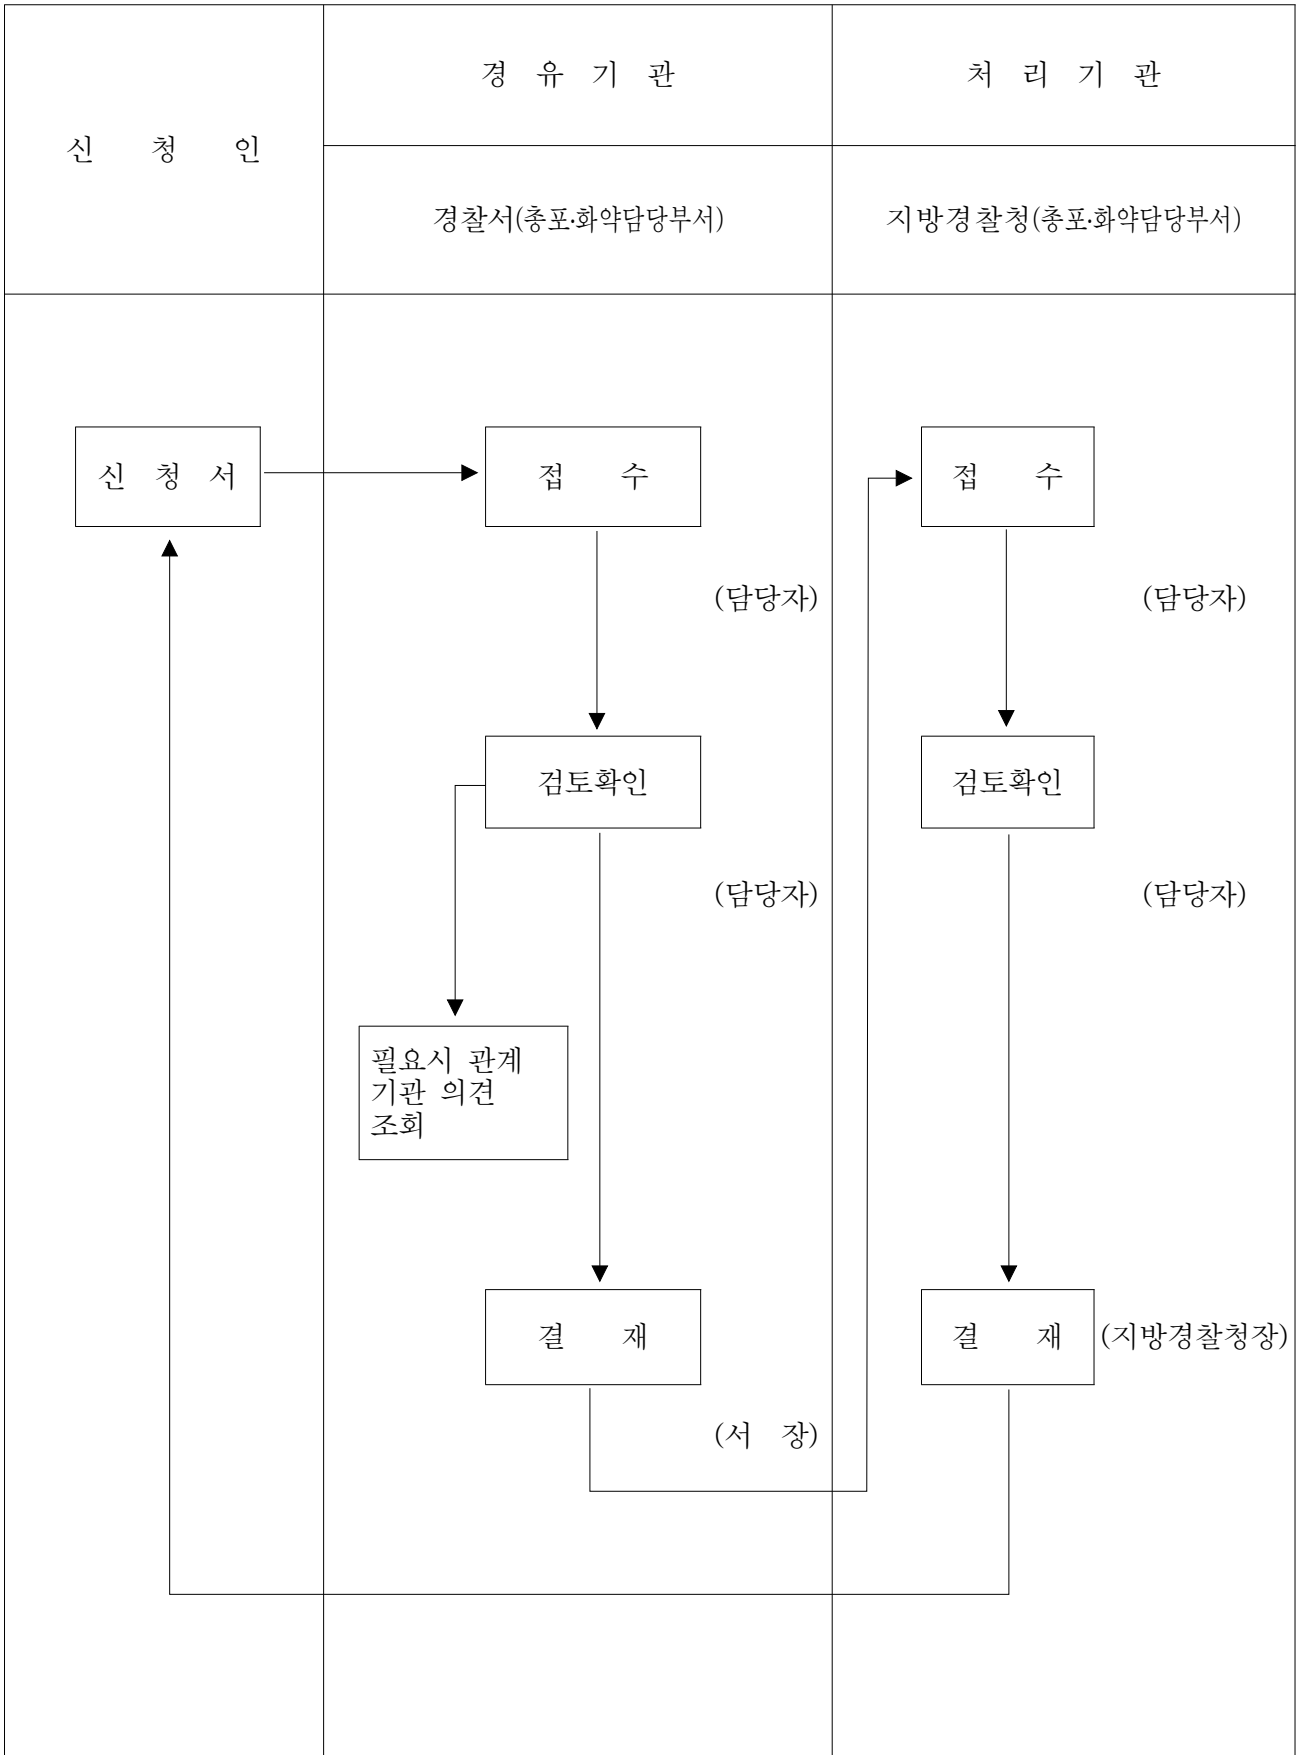 신 청 인
경 유 기 관
처 리 기 관
경찰서(총포·화약담당부서)
지방경찰청(총포·화약담당부서)
신 청 서
접 수
접 수
(담당자)
(담당자)
검토확인
검토확인
(담당자)
(담당자)
필요시 관계
기관 의견
조회
결 재
결 재
(지방경찰청장)
(서 장)